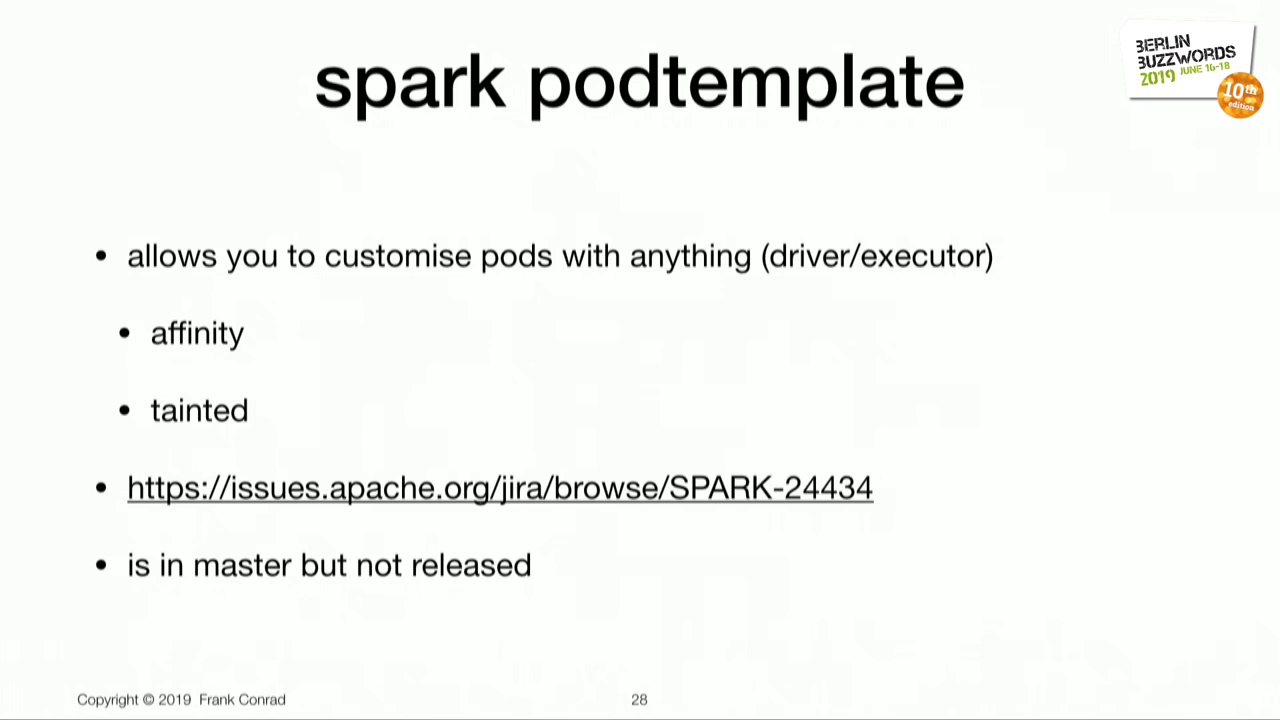 spark podtemplate
BERLIN
BUZZWORDS
2019 JUNE 16-18
10th
edition
• allows you to customise pods with anything (driver/executor)
• affinity
• tainted
• https://issues.apache.org/jira/browse/SPARK-24434
• is in master but not released
Copyright © 2019 Frank Conrad
28